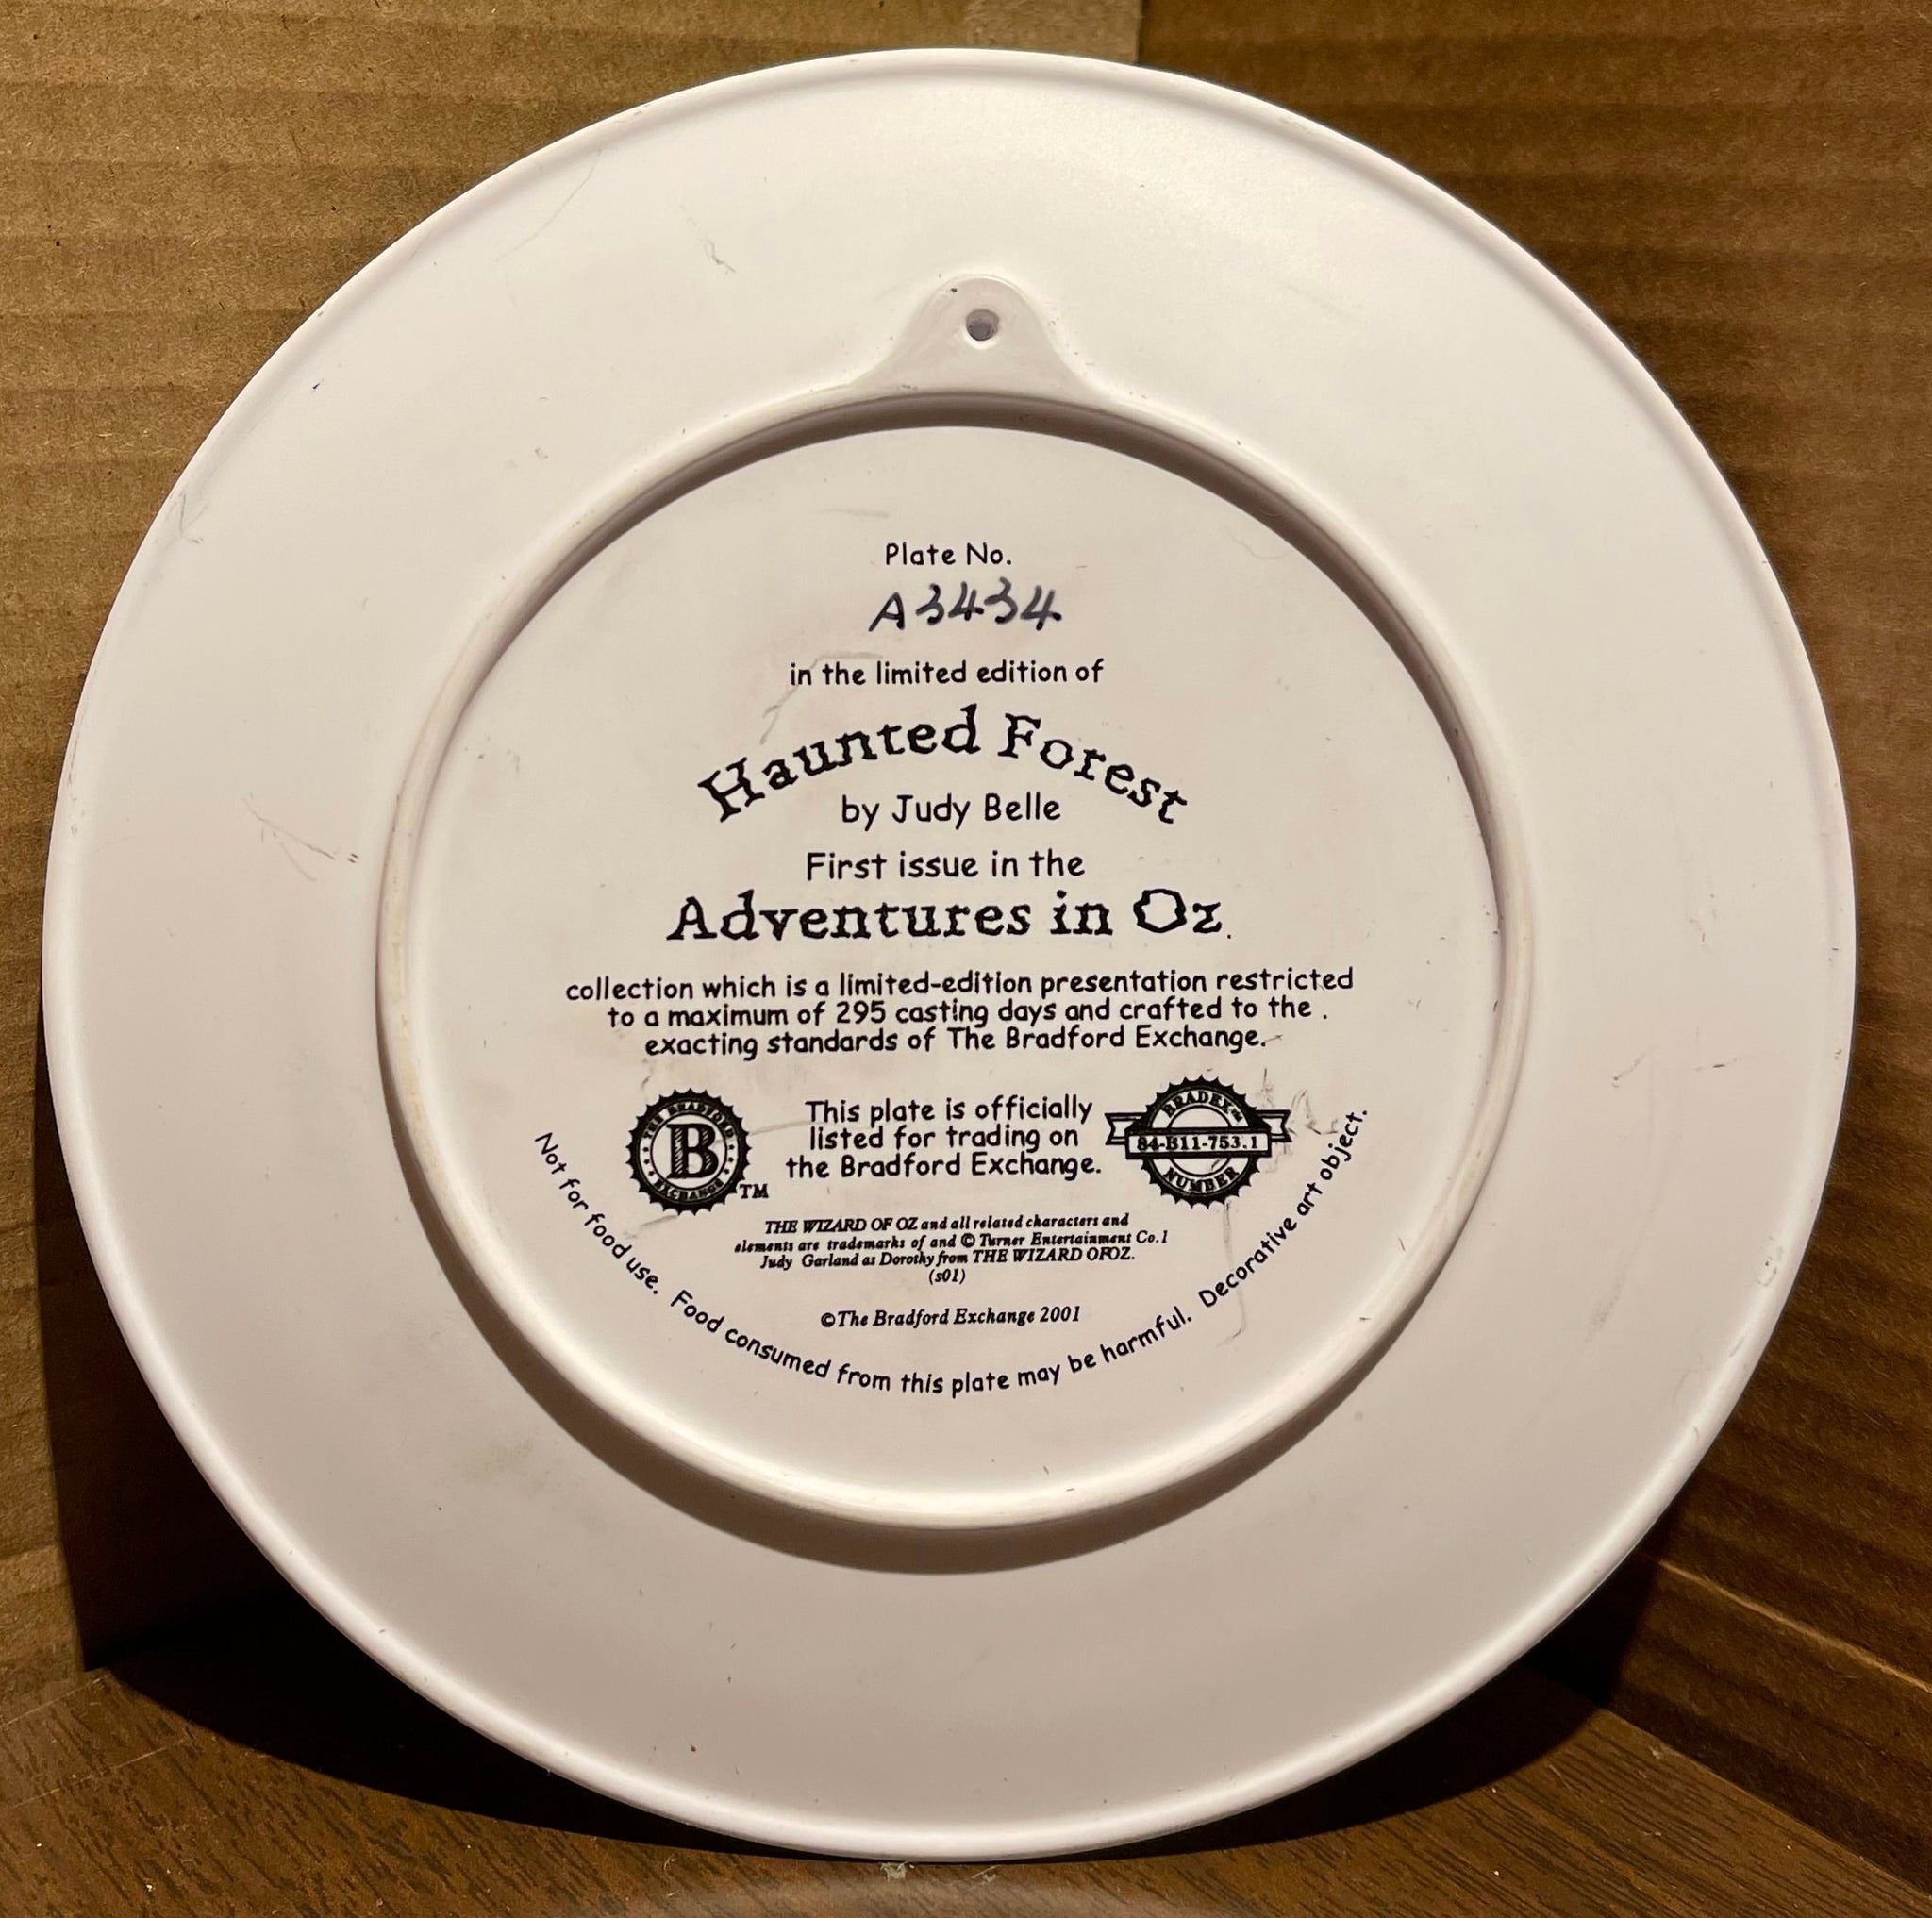 Plate No.
A3434
in the limited edition of
Haunted Forest
by Judy Belle
First issue in the
Adventures in Oz
collection which is a limited-edition presentation restricted
to a maximum of 295 casting days and crafted to the
exacting standards of The Bradford Exchange.
THE BRADFORD
B
EXCHANGE
TM
This plate is officially
listed for trading on
the Bradford Exchange.
BRADEX™
84-B11-753.1
NUMBER
THE WIZARD OF OZ and all related characters and
elements are trademarks of and © Turner Entertainment Co.1
Judy Garland as Dorothy from THE WIZARD OFOZ.
(s01)
©The Bradford Exchange 2001
Not for food use. Food consumed from this plate may be harmful. Decorative art object.